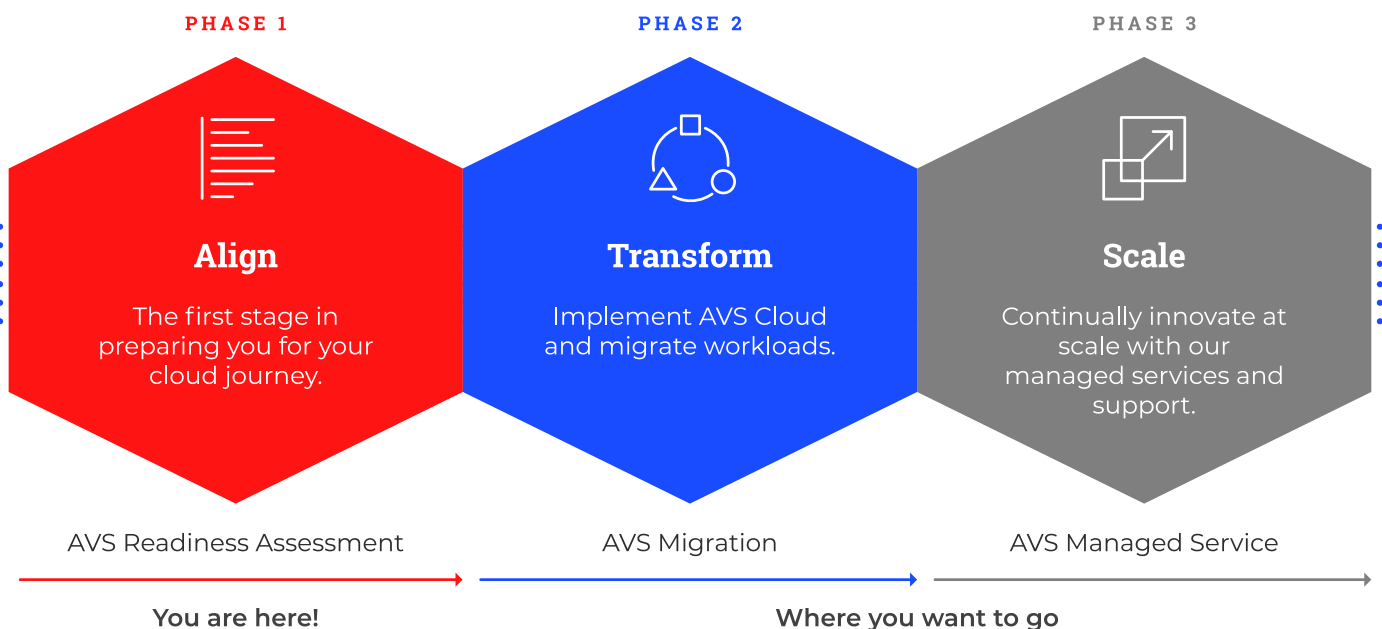 PHASE 1
PHASE 2
PHASE 3
Align
The first stage in
preparing you for your
cloud journey.
Transform
Implement AVS Cloud
and migrate workloads.
Scale
Continually innovate at
scale with our
managed services and
support.
AVS Readiness Assessment
AVS Migration
AVS Managed Service
You are here!
Where you want to go